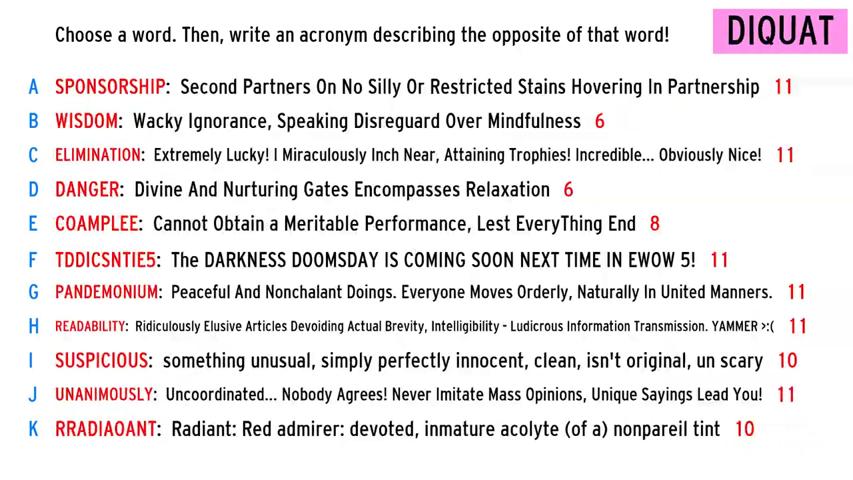 Choose a word. Then, write an acronym describing the opposite of that word!
DIQUAT
A SPONSORSHIP: Second Partners On No Silly Or Restricted Stains Hovering In Partnership 11
B WISDOM: Wacky Ignorance, Speaking Disreguard Over Mindfulness 6
C ELIMINATION: Extremely Lucky! I Miraculously Inch Near, Attaining Trophies! Incredible... Obviously Nice! 11
D DANGER: Divine And Nurturing Gates Encompasses Relaxation 6
E COAMPLEE: Cannot Obtain a Meritable Performance, Lest EveryThing End 8
F TDDICSNTIE5: The DARKNESS DOOMSDAY IS COMING SOON NEXT TIME IN EWOW 5! 11
G PANDEMONIUM: Peaceful And Nonchalant Doings. Everyone Moves Orderly, Naturally In United Manners. 11
H READABILITY: Ridiculously Elusive Articles Devoiding Actual Brevity, Intelligibility - Ludicrous Information Transmission. YAMMER >:( 11
I SUSPICIOUS: something unusual, simply perfectly innocent, clean, isn't original, un scary 10
J UNANIMOUSLY: Uncoordinated... Nobody Agrees! Never Imitate Mass Opinions, Unique Sayings Lead You! 11
K RRADIAOANT: Radiant: Red admirer: devoted, inmature acolyte (of a) nonpareil tint 10